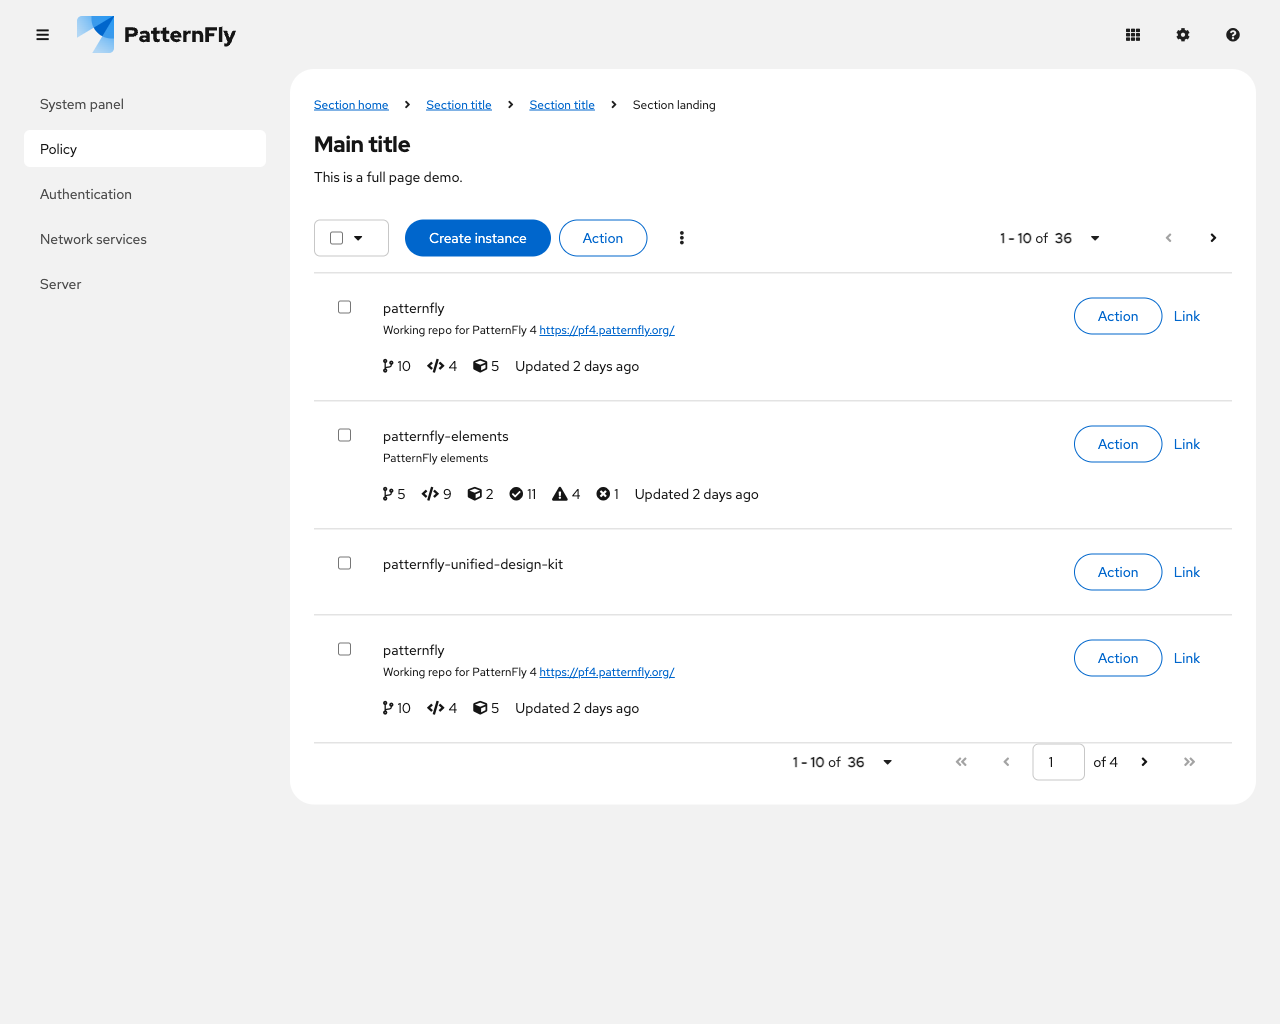 PatternFly
System panel
Policy
Authentication
Network services
Server
Section home Section title Section title Section landing
Main title
This is a full page demo.
Create instance Action 1 - 10 of 36
patternfly Action Link
Working repo for PatternFly 4 https://pf4.patternfly.org/
10 4 5 Updated 2 days ago
patternfly-elements Action Link
PatternFly elements
5 9 2 11 4 1 Updated 2 days ago
patternfly-unified-design-kit Action Link
patternfly Action Link
Working repo for PatternFly 4 https://pf4.patternfly.org/
10 4 5 Updated 2 days ago
1 - 10 of 36 1 of 4